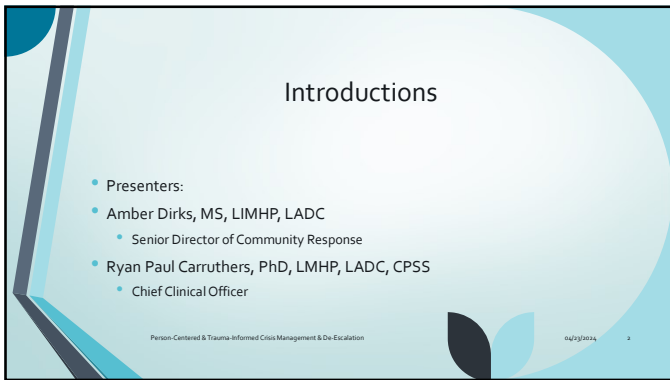 Introductions
• Presenters:
• Amber Dirks, MS, LIMHP, LADC
• Senior Director of Community Response
• Ryan Paul Carruthers, PhD, LMHP, LADC, CPSS
• Chief Clinical Officer
Person-Centered & Trauma-Informed Crisis Management & De-Escalation 04/23/2024 2